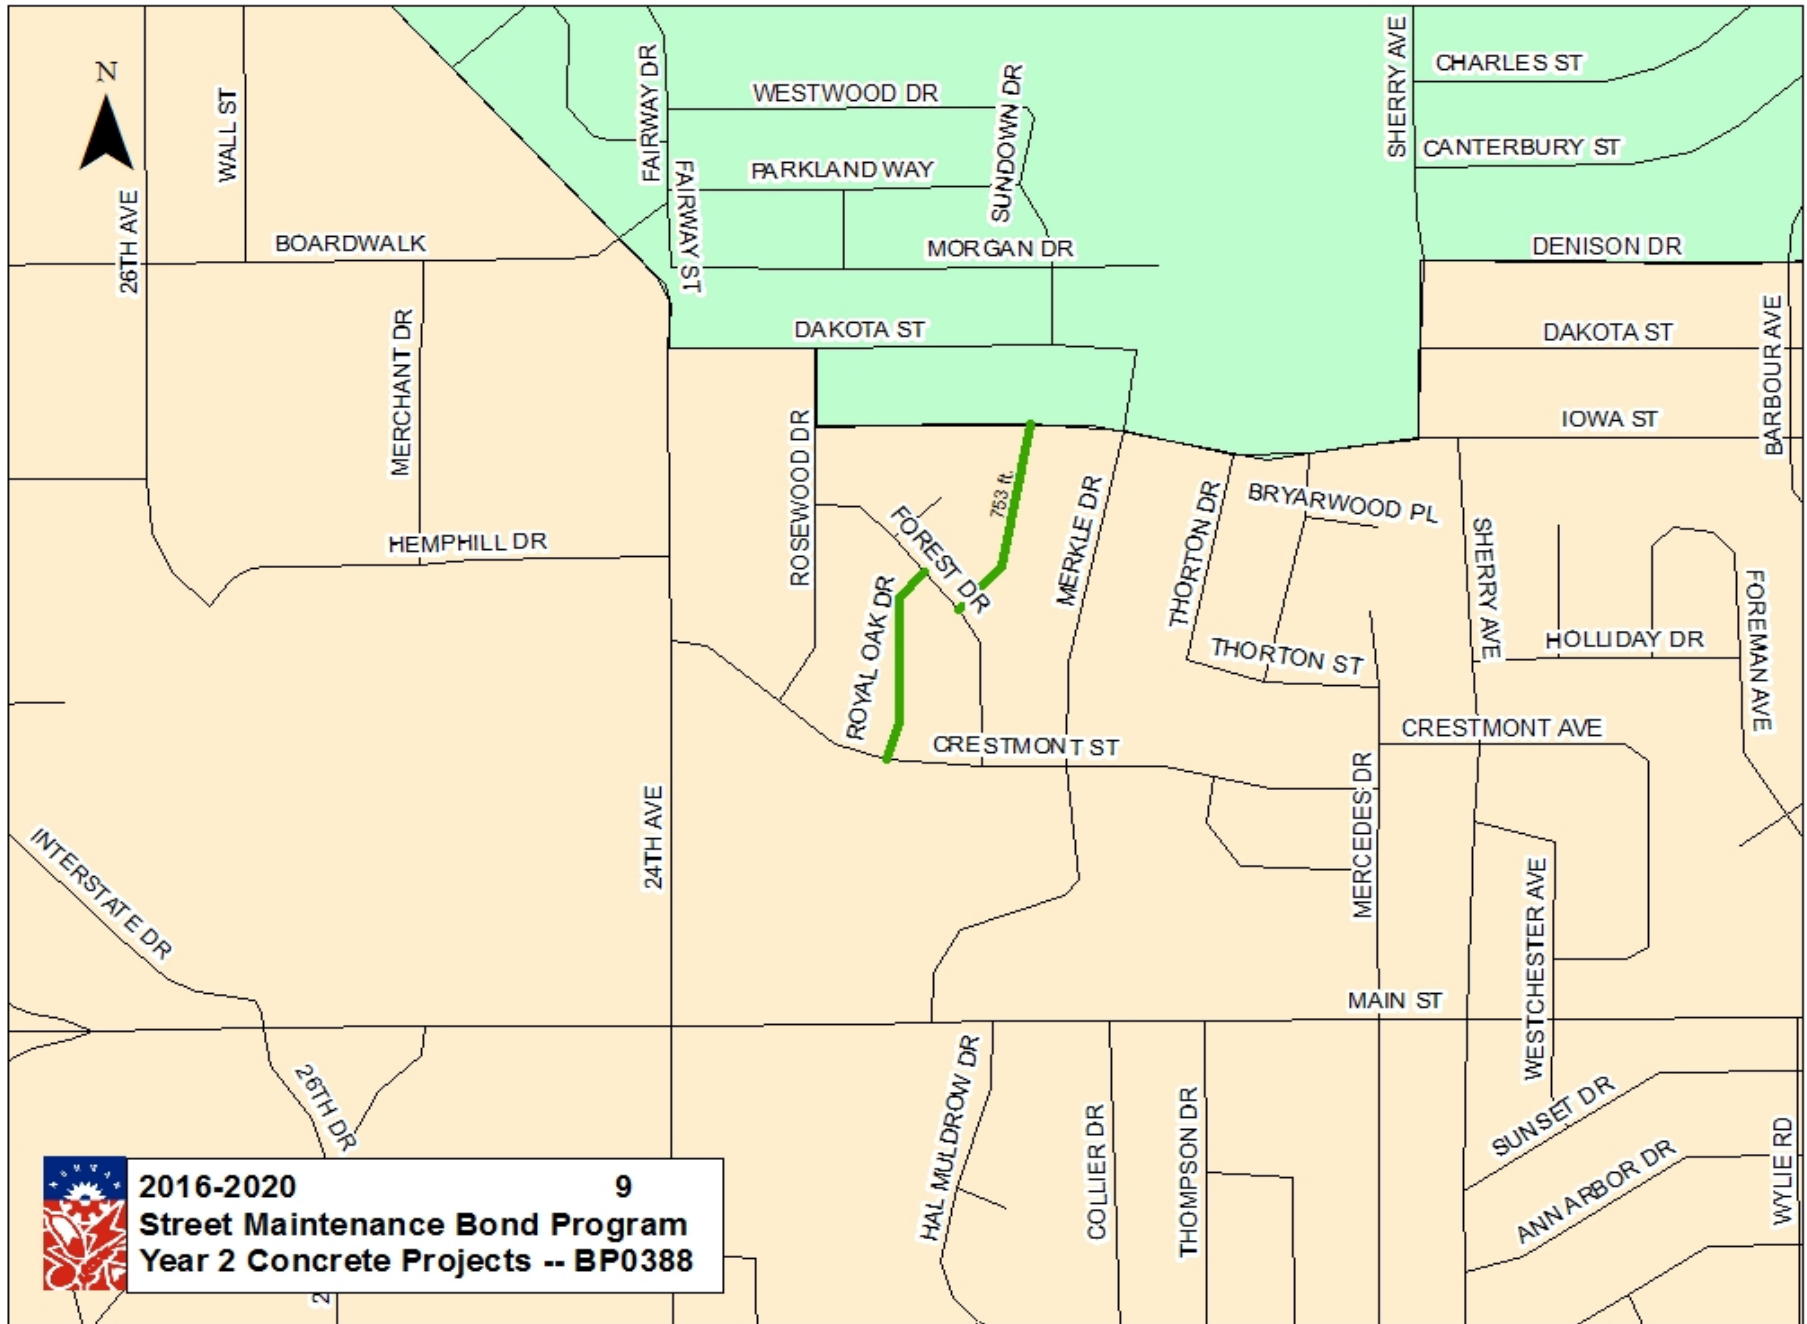 N
26TH AVE
WALL ST
BOARDWALK
MERCHANT DR
HEMPHILL DR
FAIRWAY DR
FAIRWAY ST
WESTWOOD DR
PARKLAND WAY
SUNDOWN DR
MORGAN DR
DAKOTA ST
SHERRY AVE
CHARLES ST
CANTERBURY ST
DENISON DR
DAKOTA ST
BARBOUR AVE
IOWA ST
ROSEWOOD DR
FOREST DR
753 ft.
MERKLE DR
THORTON DR
BRYARWOOD PL
SHERRY AVE
ROYAL OAK DR
THORTON ST
HOLLIDAY DR
FOREMAN AVE
CRESTMONT ST
CRESTMONT AVE
24TH AVE
MERCEDES DR
INTERSTATE DR
WESTCHESTER AVE
MAIN ST
26TH DR
HAL MULDROW DR
COLLIER DR
THOMPSON DR
SUNSET DR
ANN ARBOR DR
WYLIE RD
NORMAN
2016-2020 9
Street Maintenance Bond Program
Year 2 Concrete Projects -- BP0388
2